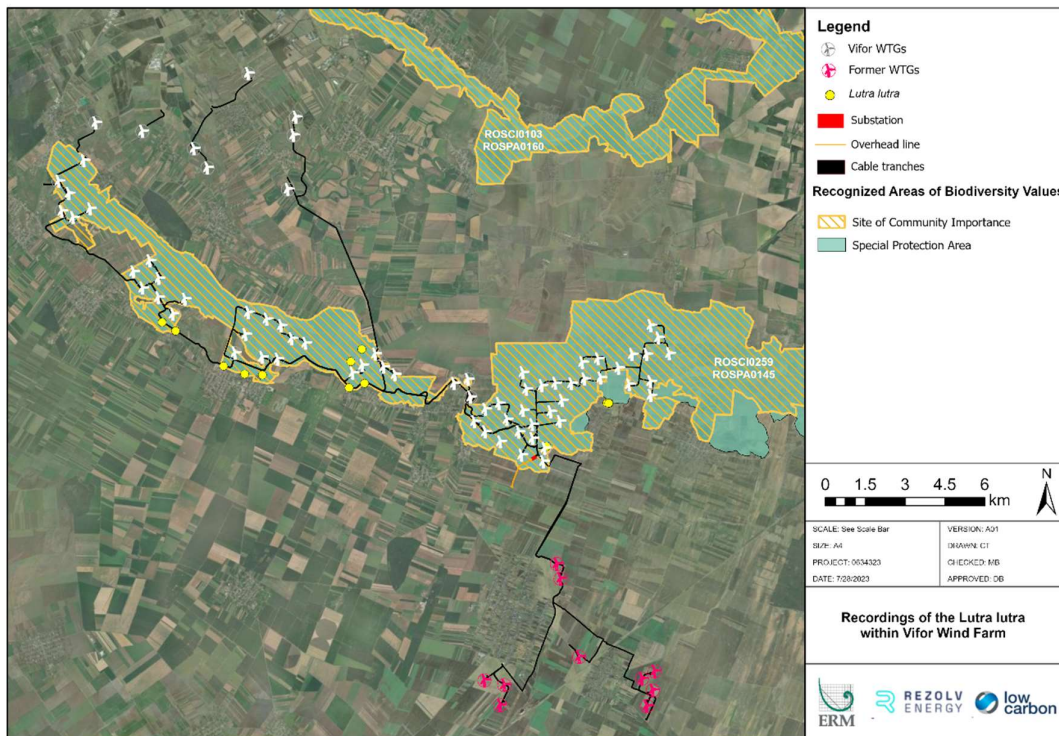 ROSCI0103
ROSPA0160
ROSCI0259
ROSPA0145
Legend
Vifor WTGs
Former WTGs
Lutra lutra
Substation
Overhead line
Cable tranches
Recognized Areas of Biodiversity Values
Site of Community Importance
Special Protection Area
0 1.5 3 4.5 6
km
N
SCALE: See Scale Bar
VERSION: A01
SIZE: A4
DRAWN: CT
PROJECT: 0634323
CHECKED: MB
DATE: 7/28/2023
APPROVED: DB
Recordings of the Lutra lutra
within Vifor Wind Farm
ERM
REZOLV
ENERGY
low
carbon